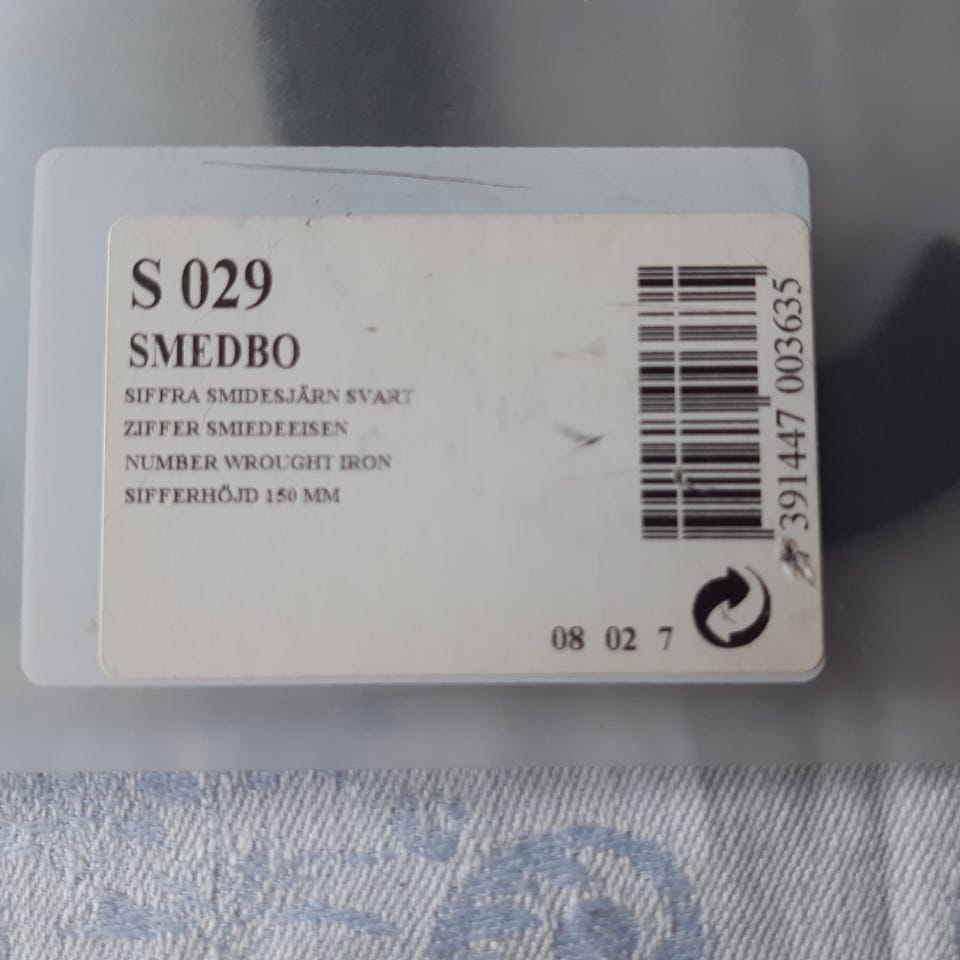 S 029
SMEDBO
SIFFRA SMIDESJÄRN SVART
ZIFFER SMIEDEEISEN
NUMBER WROUGHT IRON
SIFFERHÖJD 150 MM
391447 003635
08 02 7